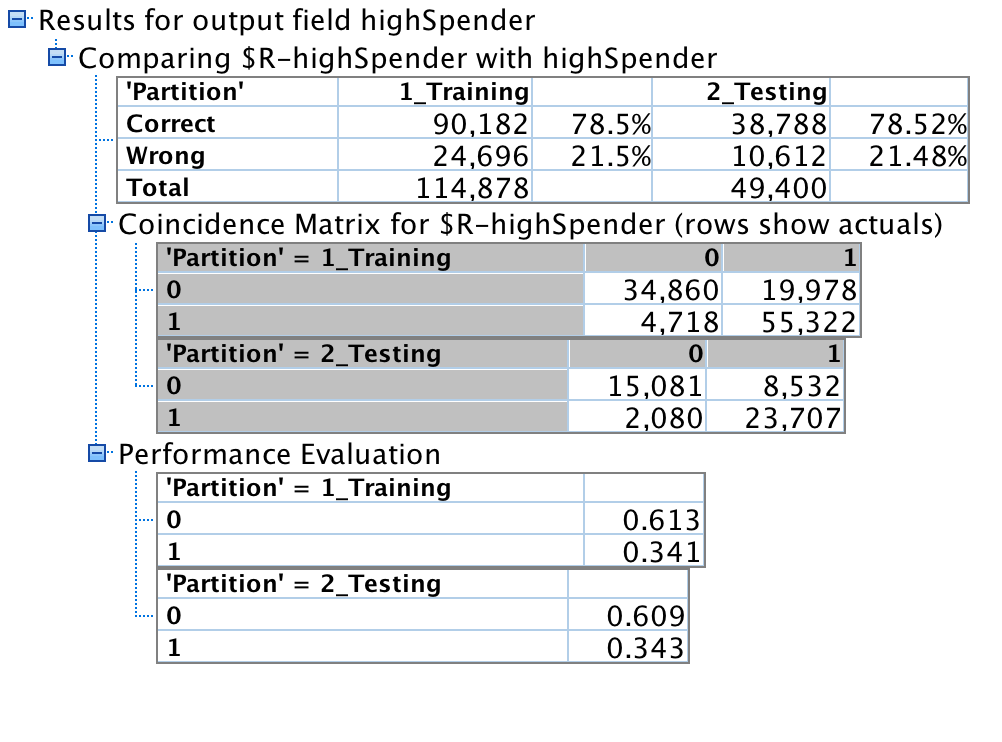 Results for output field highSpender
Comparing $R-highSpender with highSpender
'Partition' 1_Training 2_Testing
Correct 90,182 78.5% 38,788 78.52%
Wrong 24,696 21.5% 10,612 21.48%
Total 114,878 49,400
Coincidence Matrix for $R-highSpender (rows show actuals)
'Partition' = 1_Training 0 1
0 34,860 19,978
1 4,718 55,322
'Partition' = 2_Testing 0 1
0 15,081 8,532
1 2,080 23,707
Performance Evaluation
'Partition' = 1_Training
0 0.613
1 0.341
'Partition' = 2_Testing
0 0.609
1 0.343